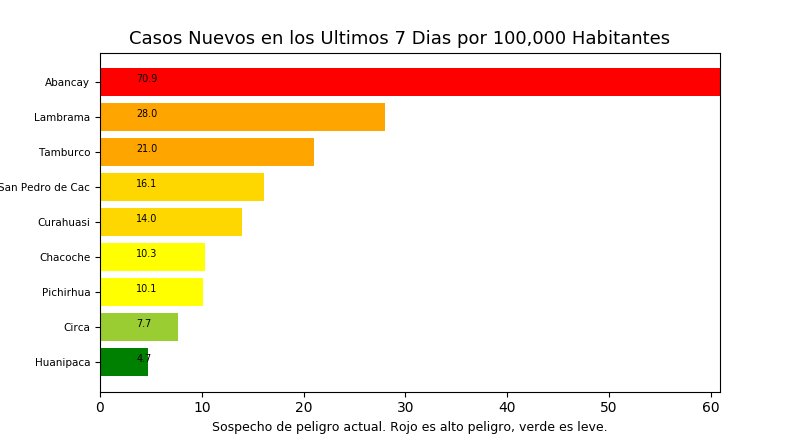 Casos Nuevos en los Ultimos 7 Dias por 100,000 Habitantes
Abancay 70.9
Lambrama 28.0
Tamburco 21.0
San Pedro de Cac 16.1
Curahuasi 14.0
Chacoche 10.3
Pichirhua 10.1
Circa 7.7
Huanipaca 4.7
0 10 20 30 40 50 60
Sospecho de peligro actual. Rojo es alto peligro, verde es leve.